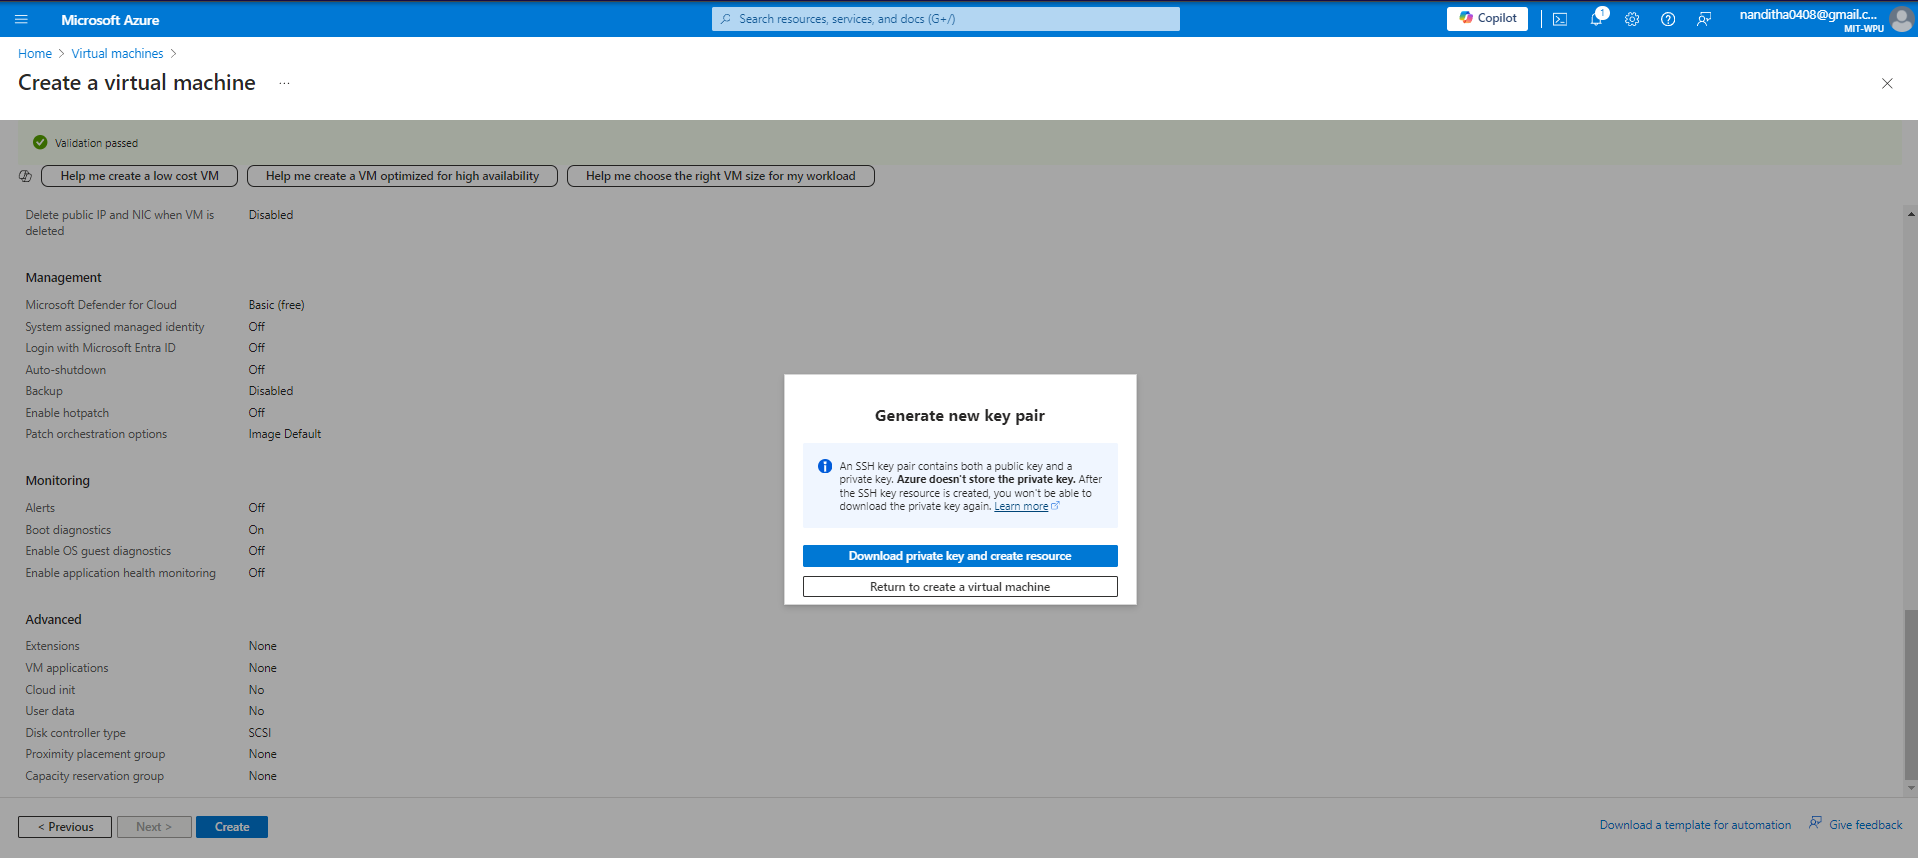 Microsoft Azure
Search resources, services, and docs (G+/)
Copilot
1
nanditha0408@gmail.c...
MIT-WPU
Home > Virtual machines >
Create a virtual machine ...
Validation passed
Help me create a low cost VM
Help me create a VM optimized for high availability
Help me choose the right VM size for my workload
Delete public IP and NIC when VM is deleted Disabled
Management
Microsoft Defender for Cloud Basic (free)
System assigned managed identity Off
Login with Microsoft Entra ID Off
Auto-shutdown Off
Backup Disabled
Enable hotpatch Off
Patch orchestration options Image Default
Monitoring
Alerts Off
Boot diagnostics On
Enable OS guest diagnostics Off
Enable application health monitoring Off
Advanced
Extensions None
VM applications None
Cloud init No
User data No
Disk controller type SCSI
Proximity placement group None
Capacity reservation group None
Generate new key pair
An SSH key pair contains both a public key and a
private key. Azure doesn't store the private key. After
the SSH key resource is created, you won't be able to
download the private key again. Learn more
Download private key and create resource
Return to create a virtual machine
< Previous
Next >
Create
Download a template for automation
Give feedback